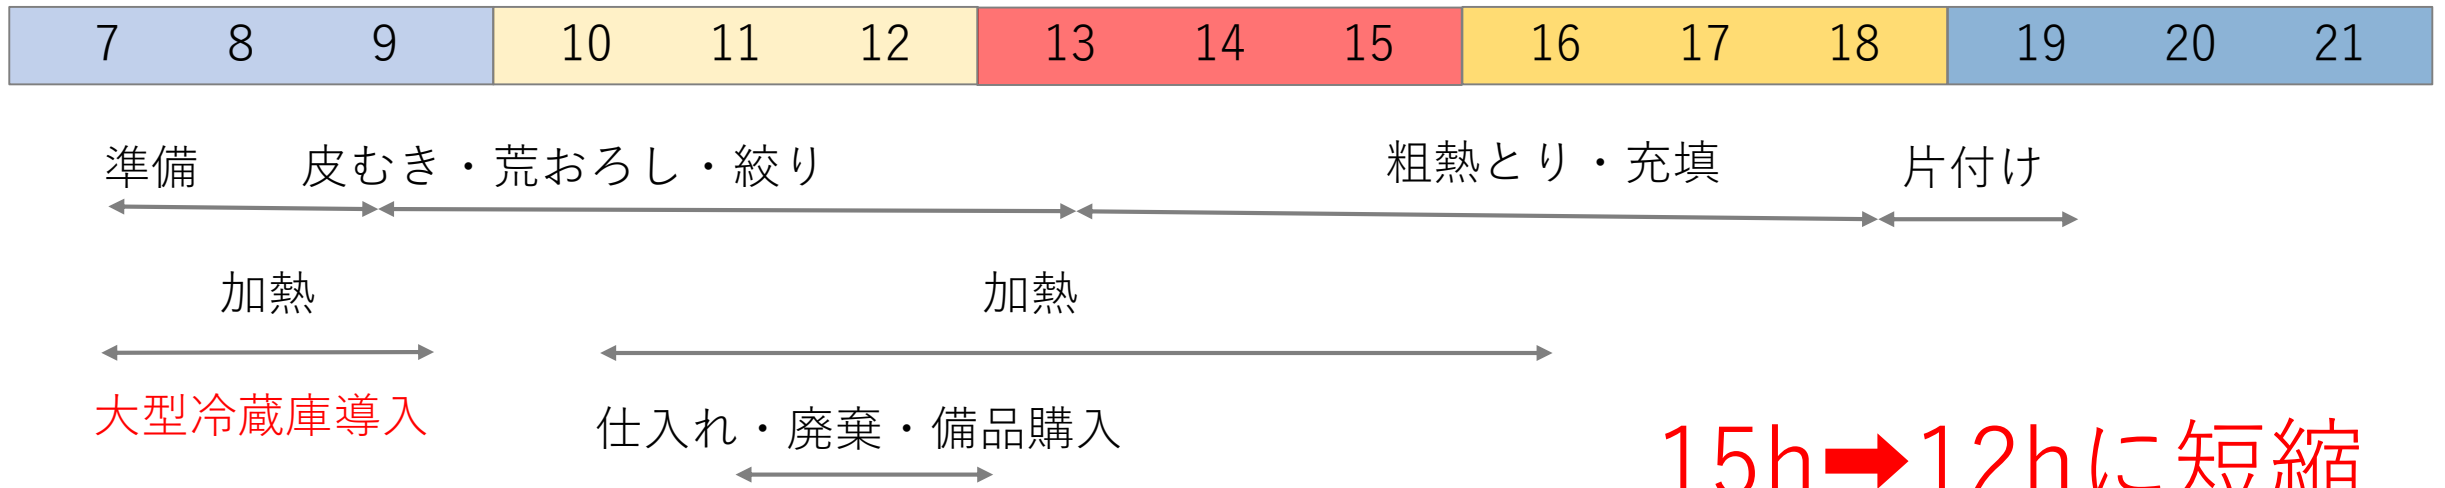 7 8 9 10 11 12 13 14 15 16 17 18 19 20 21
準備 皮むき・荒おろし・絞り 粗熱とり・充填 片付け
加熱 加熱
大型冷蔵庫導入 仕入れ・廃棄・備品購入
15h➡12hに短縮